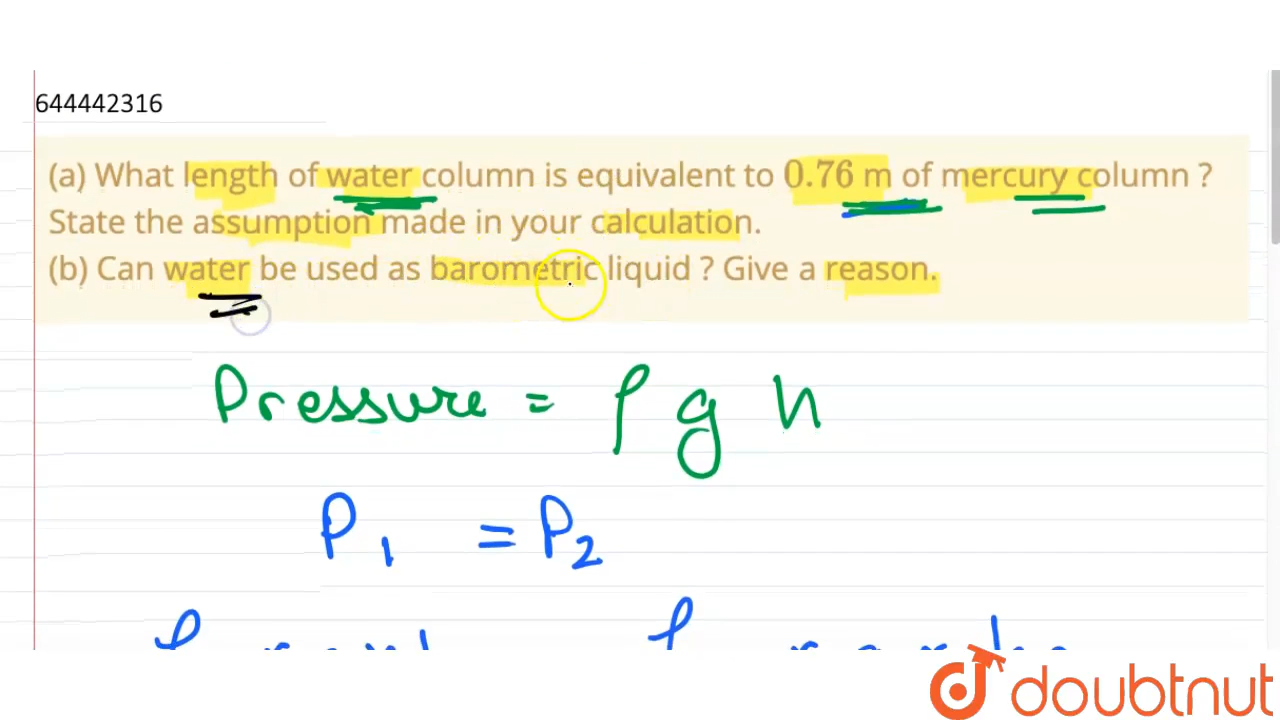 644442316
(a) What length of water column is equivalent to 0.76 m of mercury column ?
State the assumption made in your calculation.
(b) Can water be used as barometric liquid ? Give a reason.
Pressure = ρ g h
P₁ = P₂
doubtnut